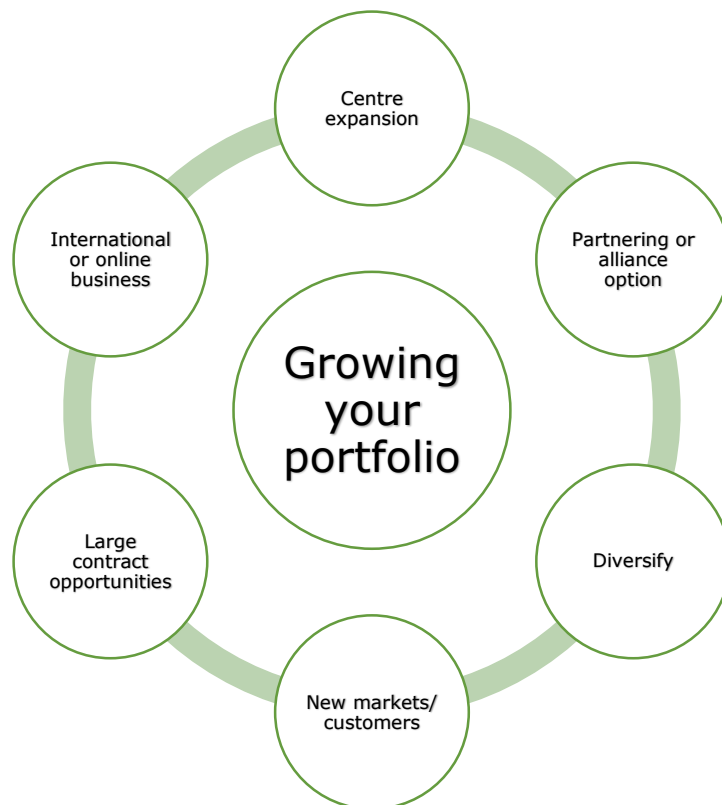 Centre
expansion
Partnering or
alliance
option
Diversify
New markets/
customers
Large
contract
opportunities
International
or online
business
Growing
your
portfolio